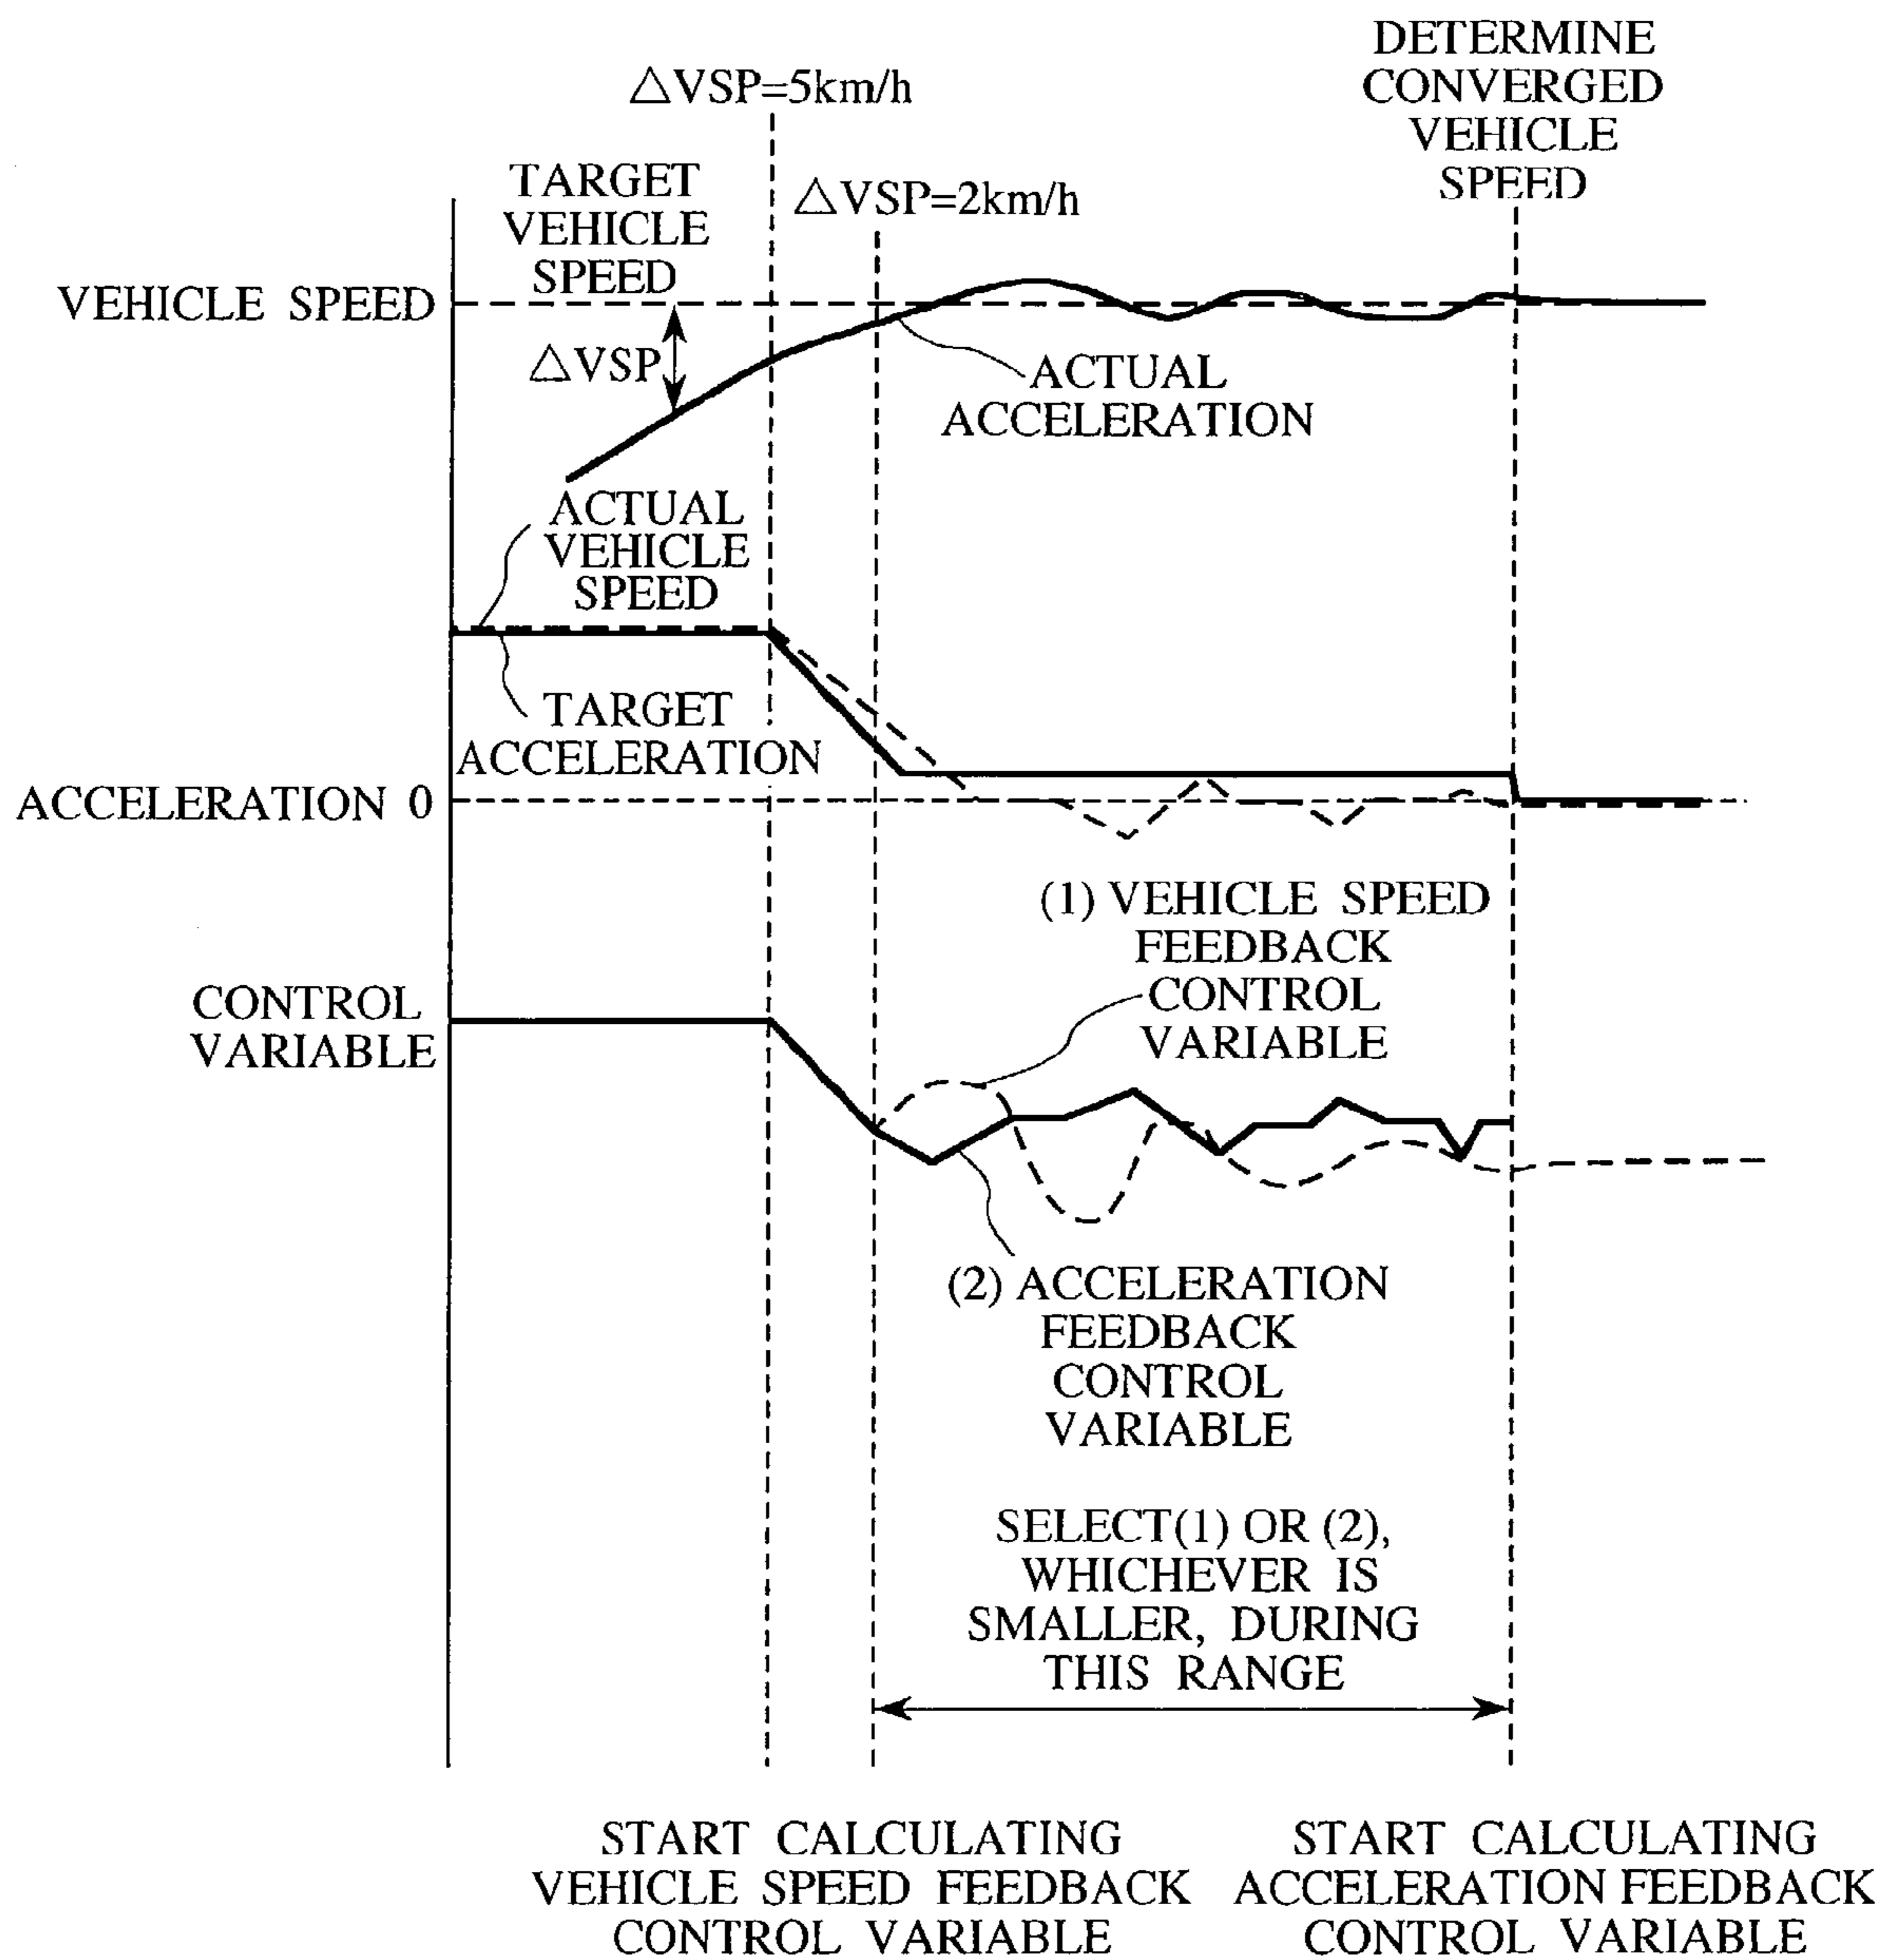 DETERMINE
CONVERGED
VEHICLE
SPEED
△VSP=5km/h
△VSP=2km/h
TARGET
VEHICLE
SPEED
VEHICLE SPEED
△VSP
ACTUAL
ACCELERATION
ACTUAL
VEHICLE
SPEED
TARGET
ACCELERATION
ACCELERATION 0
(1) VEHICLE SPEED
FEEDBACK
CONTROL
VARIABLE
CONTROL
VARIABLE
(2) ACCELERATION
FEEDBACK
CONTROL
VARIABLE
SELECT(1) OR (2),
WHICHEVER IS
SMALLER, DURING
THIS RANGE
START CALCULATING
VEHICLE SPEED FEEDBACK
CONTROL VARIABLE
START CALCULATING
ACCELERATION FEEDBACK
CONTROL VARIABLE